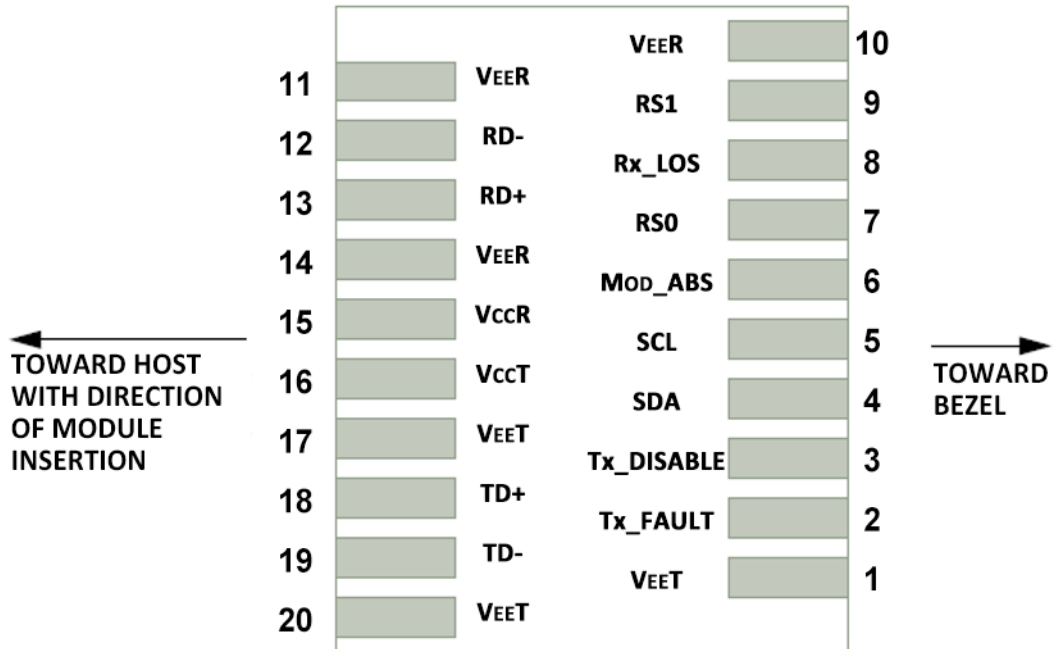 VEER 10
11 VEER
RS1 9
12 RD-
Rx_LOS 8
13 RD+
RS0 7
14 VEER
MOD_ABS 6
15 VCCR
SCL 5
TOWARD HOST
WITH DIRECTION
OF MODULE
INSERTION
16 VCCT
SDA 4
TOWARD
BEZEL
17 VEET
Tx_DISABLE 3
18 TD+
Tx_FAULT 2
19 TD-
VEET 1
20 VEET